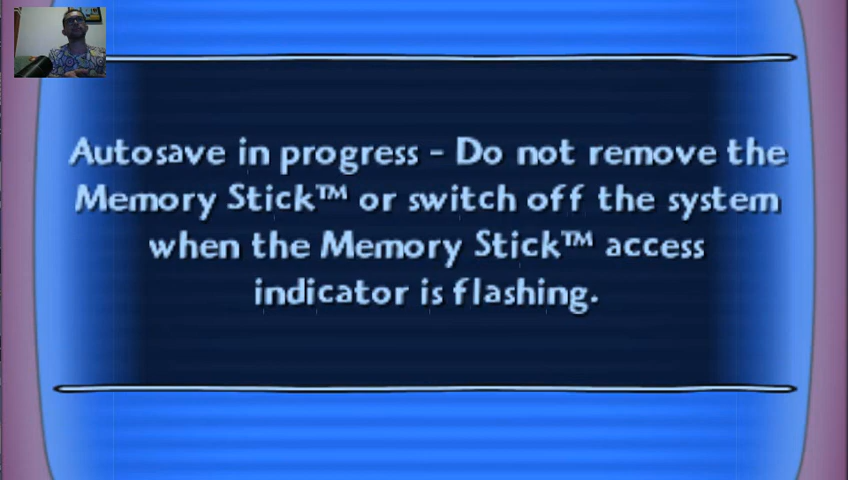 Autosave in progress - Do not remove the
Memory Stick™ or switch off the system
when the Memory Stick™ access
indicator is flashing.